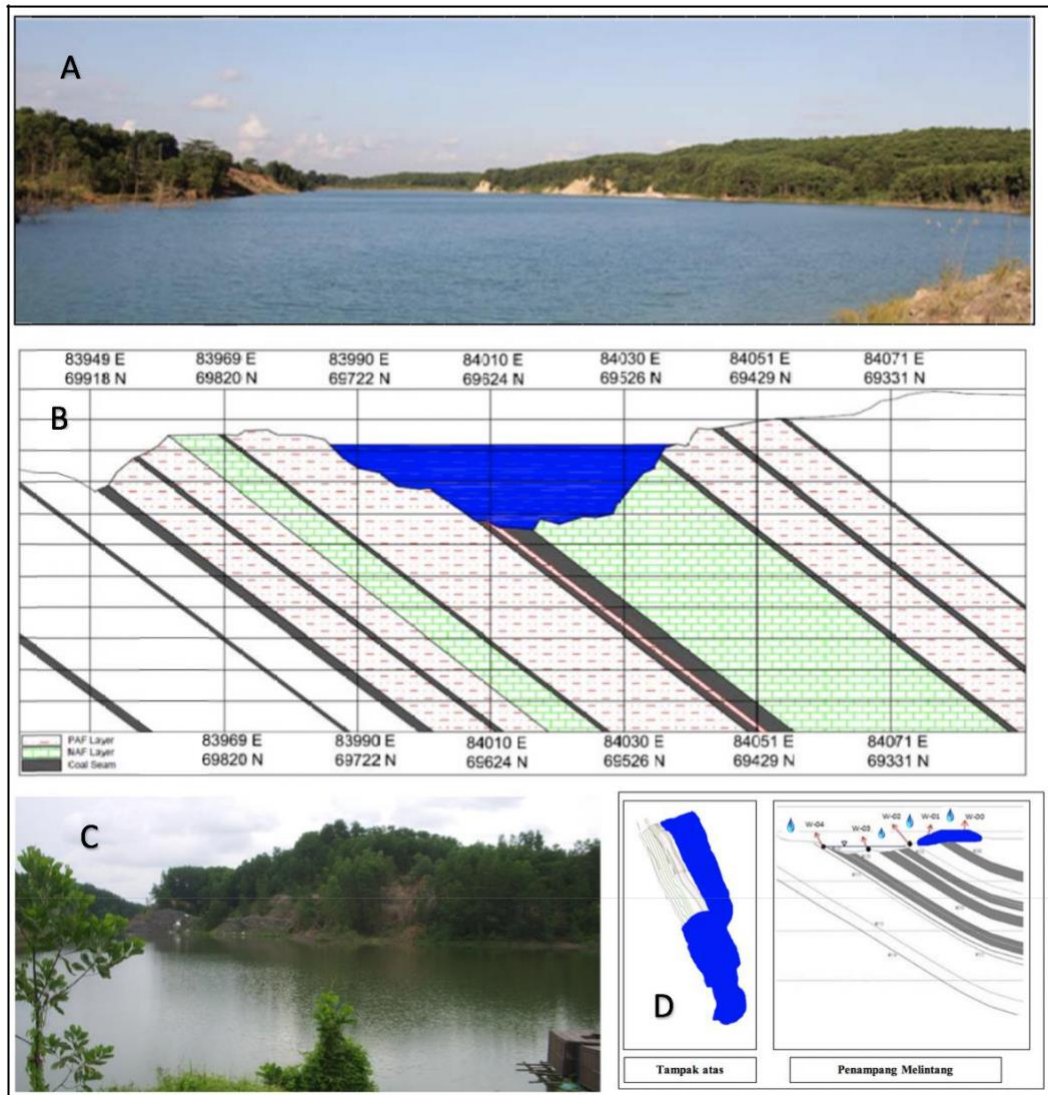 A
83949 E 83969 E 83990 E 84010 E 84030 E 84051 E 84071 E
69918 N 69820 N 69722 N 69624 N 69526 N 69429 N 69331 N
B
PAF Layer
NAF Layer
Coal Seam
83969 E 83990 E 84010 E 84030 E 84051 E 84071 E
69820 N 69722 N 69624 N 69526 N 69429 N 69331 N
C
D
Tampak atas
W-04 W-03 W-02 W-01 W-00
Penampang Melintang